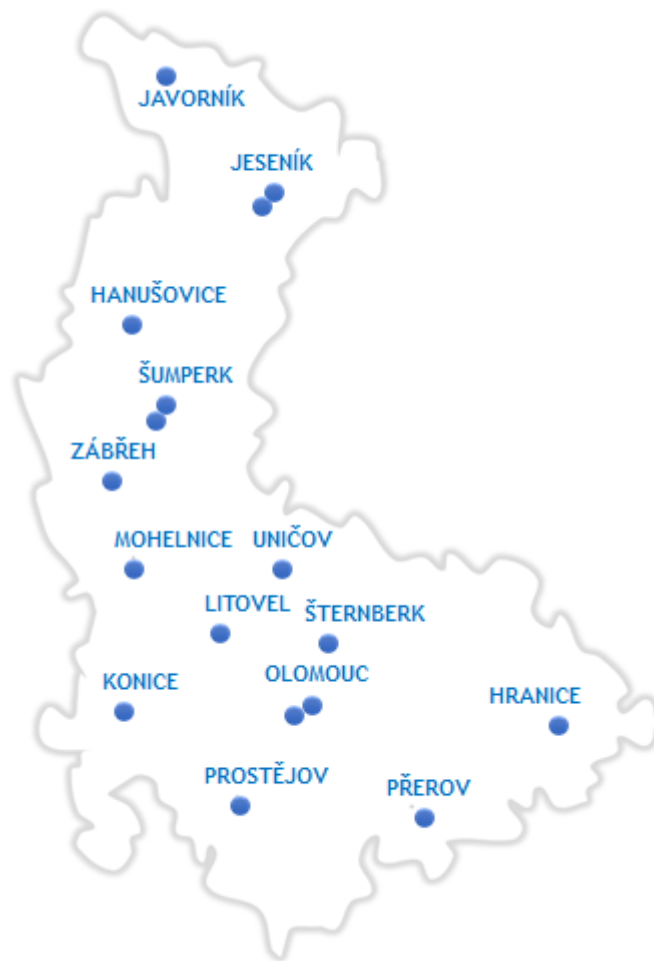 JAVORNÍK
JESENÍK
HANUŠOVICE
ŠUMPERK
ZÁBŘEH
MOHELNICE
UNIČOV
LITOVEL
ŠTERNBERK
OLOMOUC
KONICE
HRANICE
PROSTĚJOV
PŘEROV